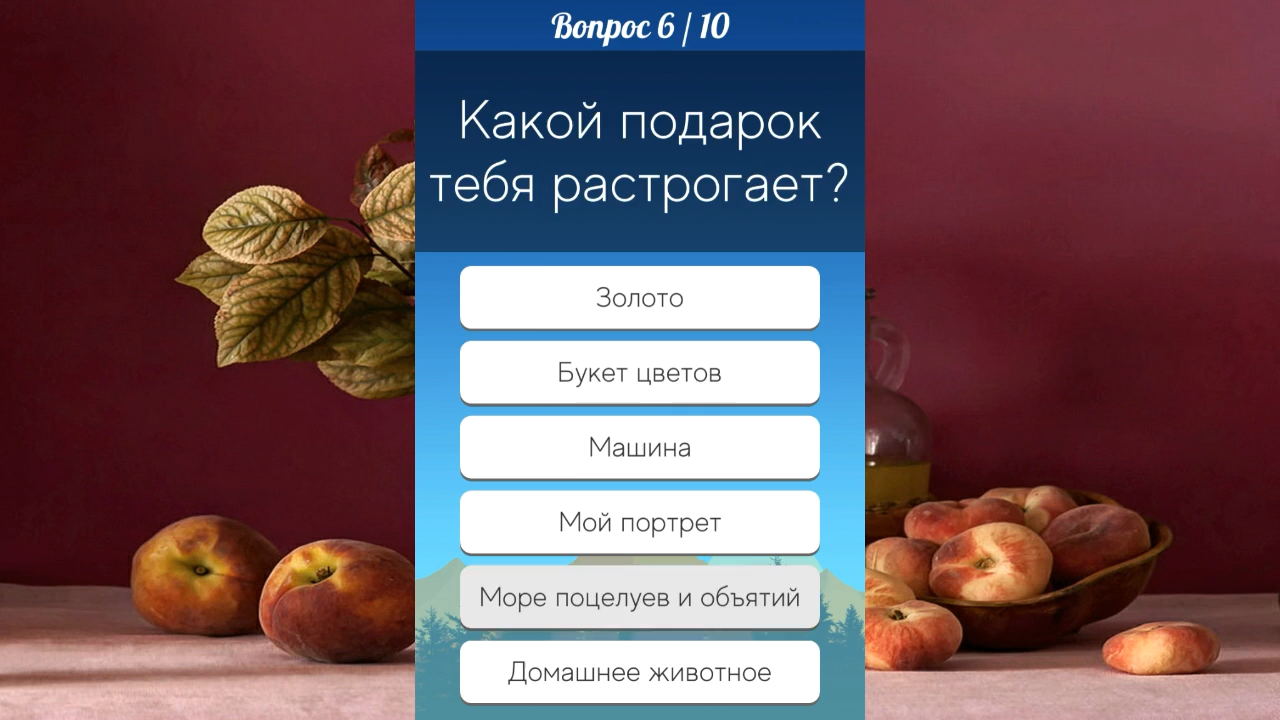 Вопрос 6 / 10
Какой подарок
тебя растрогает?
Золото
Букет цветов
Машина
Мой портрет
Море поцелуев и объятий
Домашнее животное